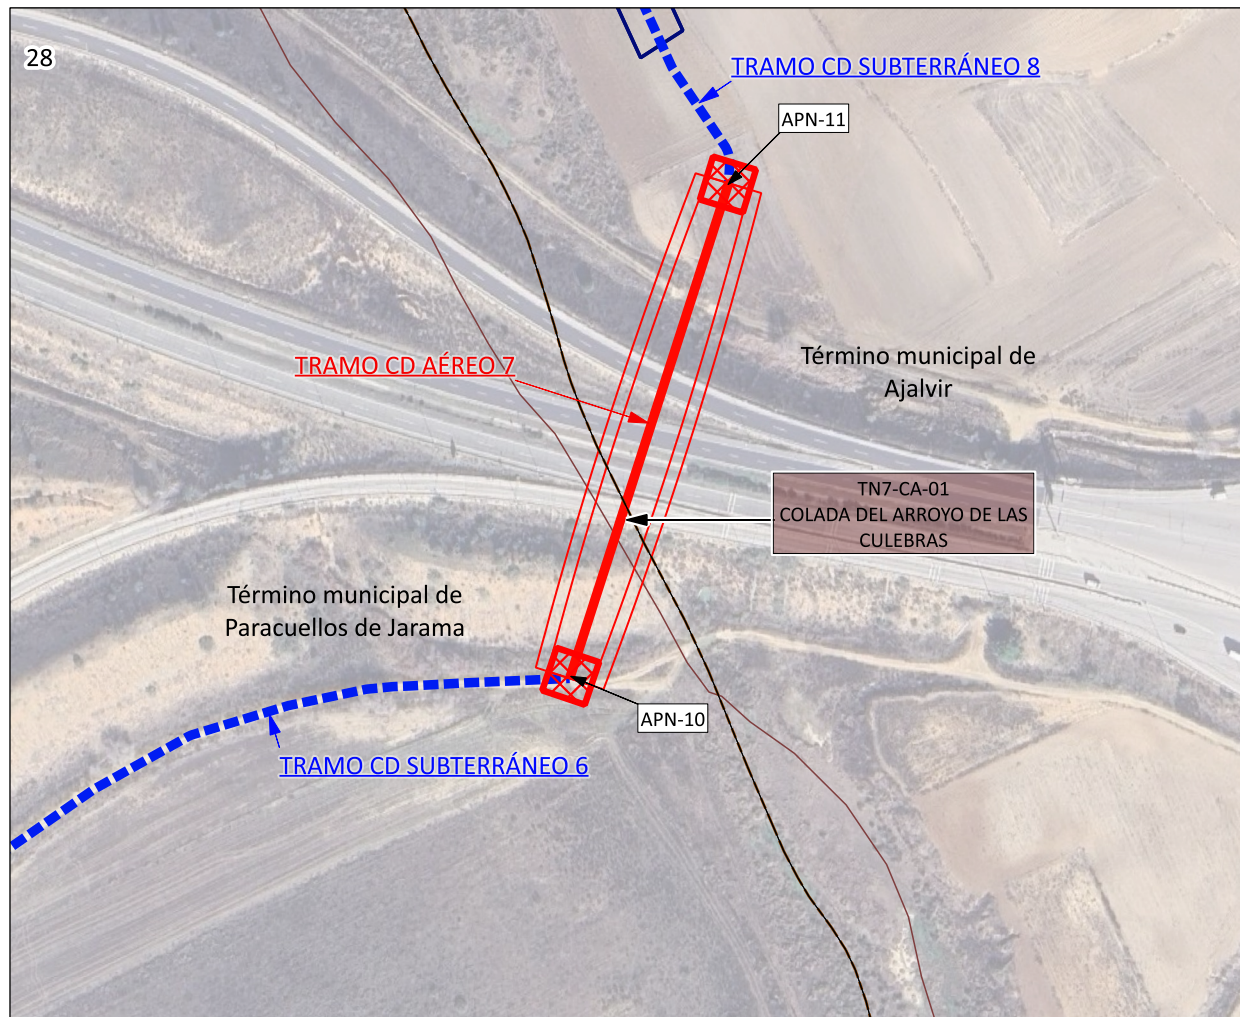 28
TRAMO CD SUBTERRÁNEO 8
APN-11
Término municipal de
Ajalvir
TRAMO CD AÉREO 7
TN7-CA-01
COLADA DEL ARROYO DE LAS
CULEBRAS
Término municipal de
Paracuellos de Jarama
APN-10
TRAMO CD SUBTERRÁNEO 6